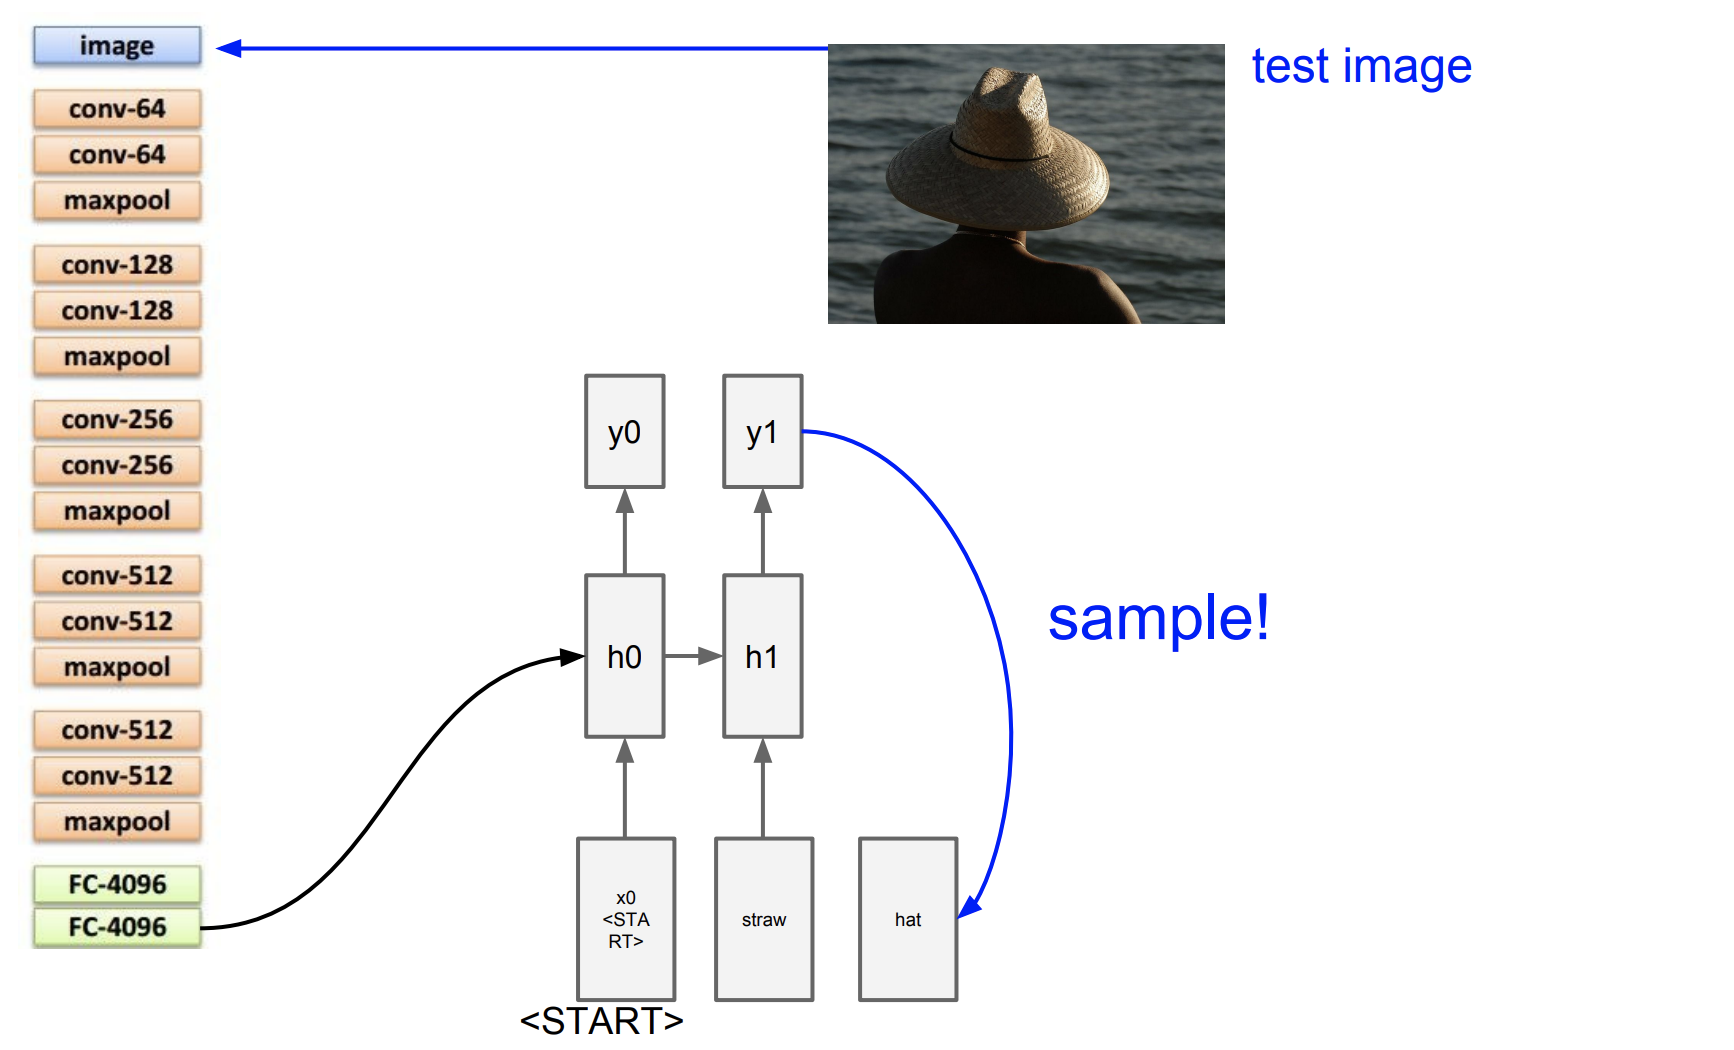 image
conv-64
conv-64
maxpool
conv-128
conv-128
maxpool
conv-256
conv-256
maxpool
conv-512
conv-512
maxpool
conv-512
conv-512
maxpool
FC-4096
FC-4096
test image
y0
y1
h0
h1
sample!
x0
<STA
RT>
straw
hat
<START>